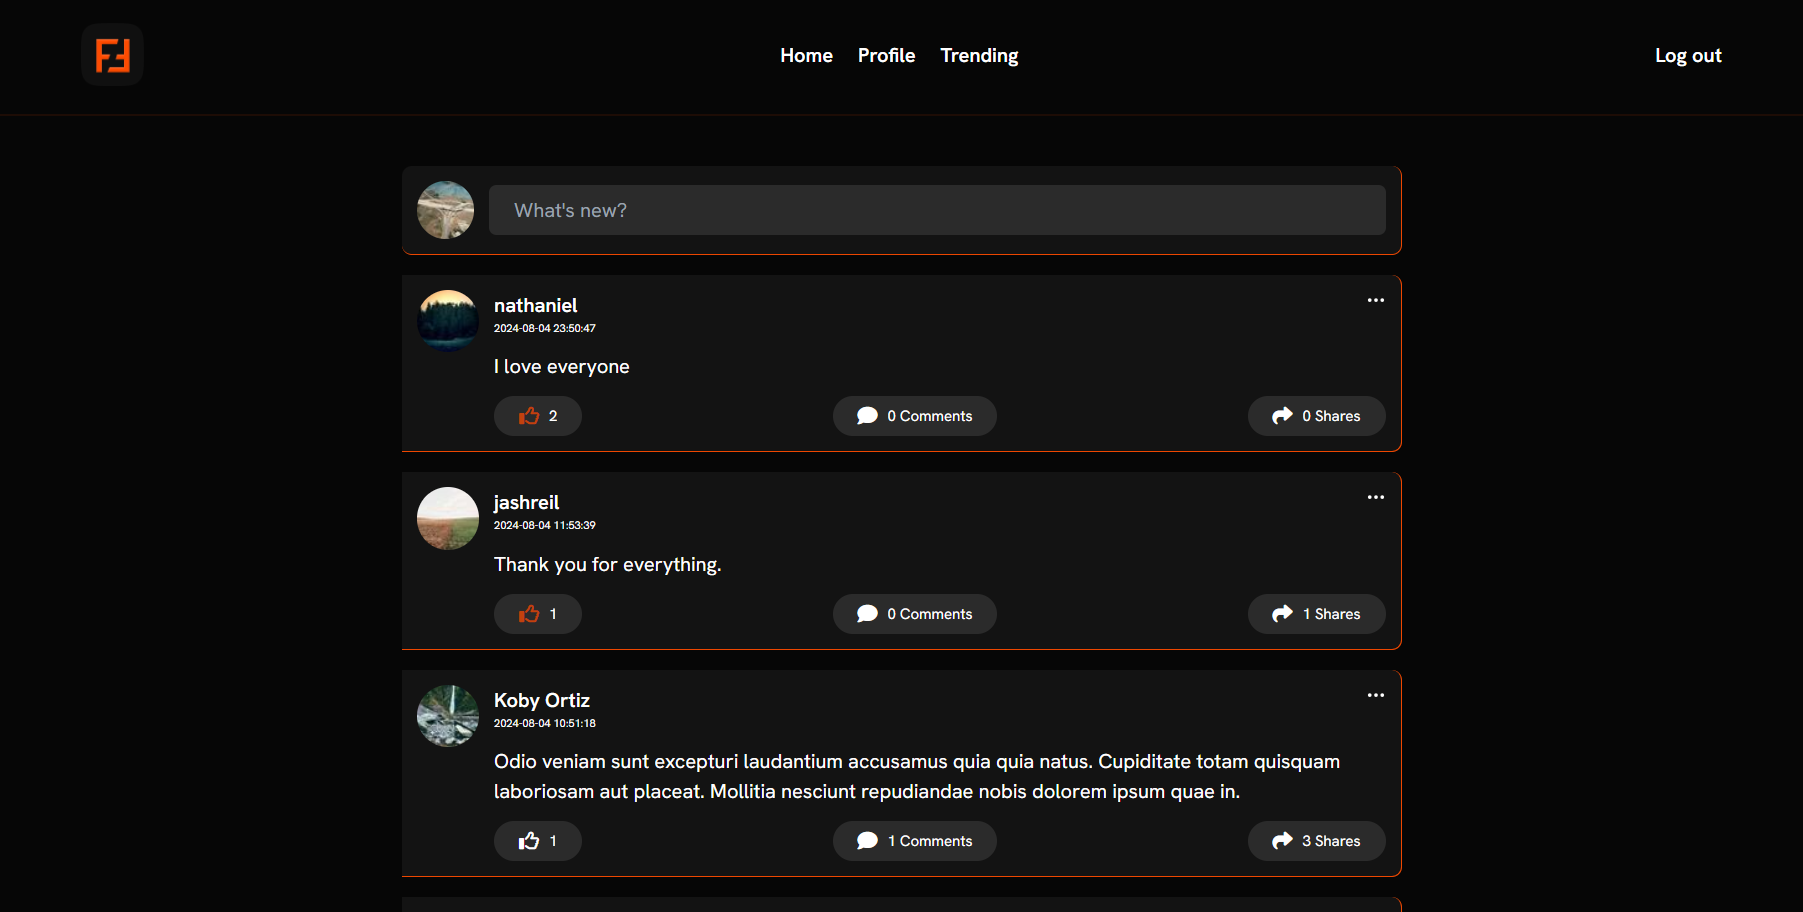 Home Profile Trending Log out
What's new?
nathaniel
2024-08-04 23:50:47
I love everyone
2 0 Comments 0 Shares
jashreil
2024-08-04 11:53:39
Thank you for everything.
1 0 Comments 1 Shares
Koby Ortiz
2024-08-04 10:51:18
Odio veniam sunt excepturi laudantium accusamus quia quia natus. Cupiditate totam quisquam
laboriosam aut placeat. Mollitia nesciunt repudiandae nobis dolorem ipsum quae in.
1 1 Comments 3 Shares